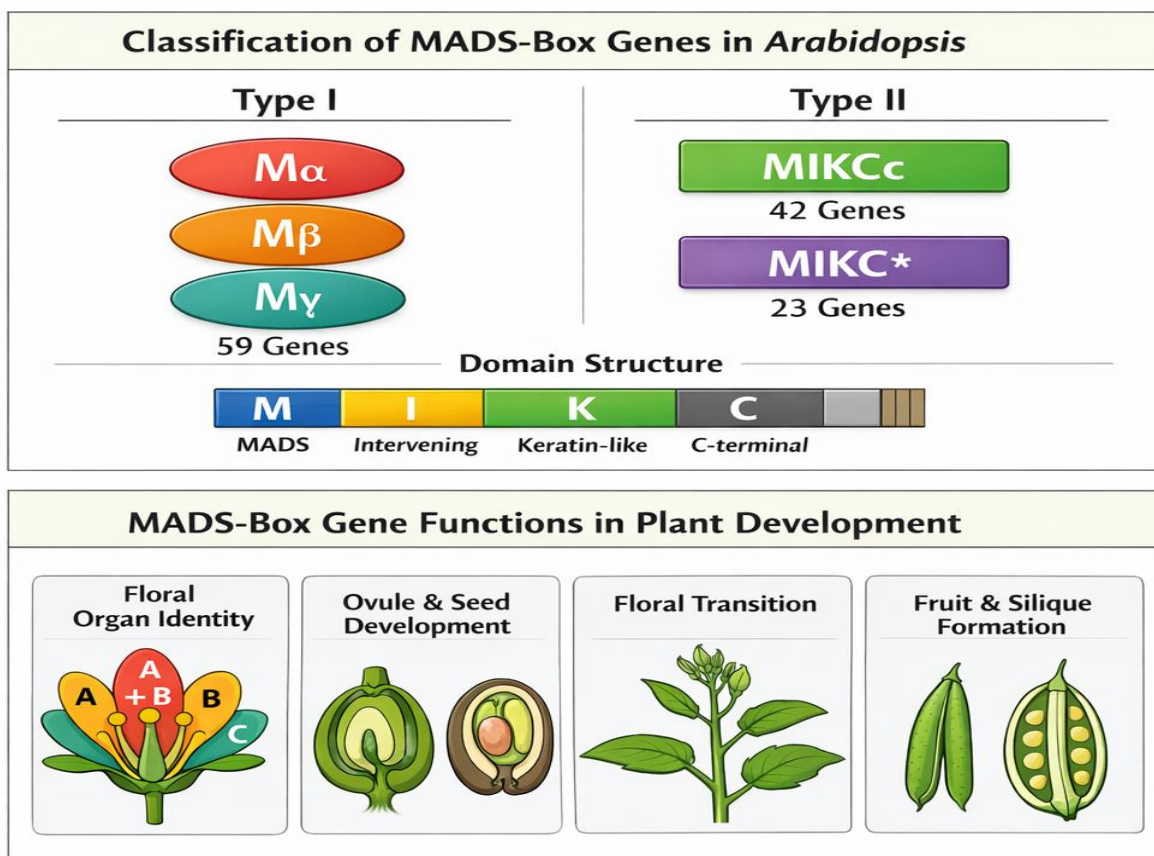 Classification of MADS-Box Genes in Arabidopsis
Type I
Mα
Mβ
Mγ
59 Genes
Type II
MIKCc
42 Genes
MIKC*
23 Genes
Domain Structure
M I K C
MADS Intervening Keratin-like C-terminal
MADS-Box Gene Functions in Plant Development
Floral
Organ Identity
A
A +B B
C
Ovule & Seed
Development
Floral Transition
Fruit & Silique
Formation